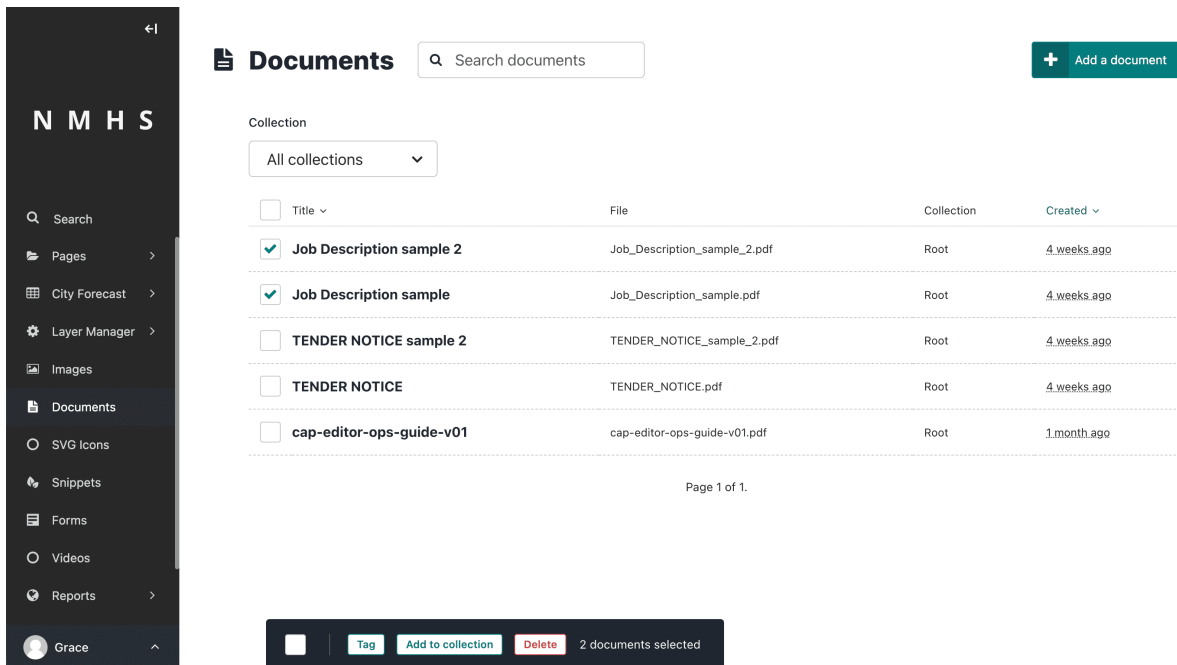 N M H S
Search
Pages
City Forecast
Layer Manager
Images
Documents
SVG Icons
Snippets
Forms
Videos
Reports
Grace
Documents
Search documents
Add a document
Collection
All collections
Title File Collection Created
Job Description sample 2 Job_Description_sample_2.pdf Root 4 weeks ago
Job Description sample Job_Description_sample.pdf Root 4 weeks ago
TENDER NOTICE sample 2 TENDER_NOTICE_sample_2.pdf Root 4 weeks ago
TENDER NOTICE TENDER_NOTICE.pdf Root 4 weeks ago
cap-editor-ops-guide-v01 cap-editor-ops-guide-v01.pdf Root 1 month ago
Page 1 of 1.
Tag Add to collection Delete 2 documents selected